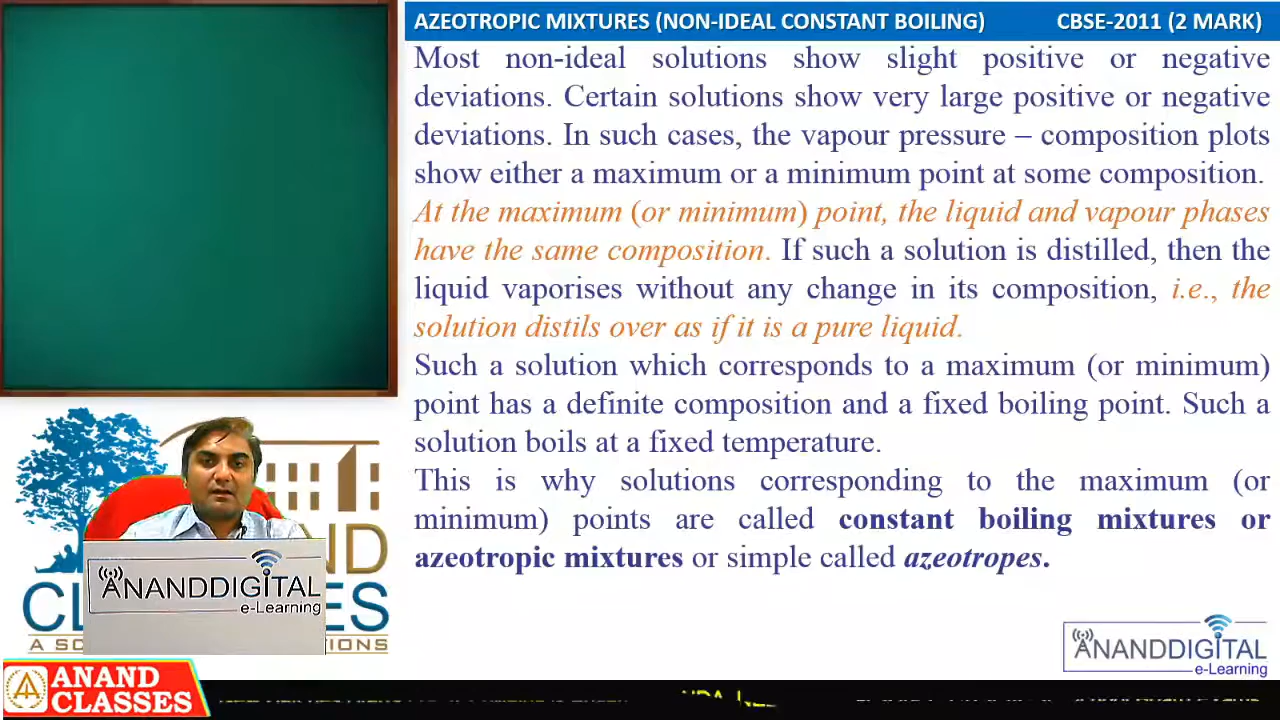 AZEOTROPIC MIXTURES (NON-IDEAL CONSTANT BOILING) CBSE-2011 (2 MARK)
Most non-ideal solutions show slight positive or negative
deviations. Certain solutions show very large positive or negative
deviations. In such cases, the vapour pressure – composition plots
show either a maximum or a minimum point at some composition.
At the maximum (or minimum) point, the liquid and vapour phases
have the same composition. If such a solution is distilled, then the
liquid vaporises without any change in its composition, i.e., the
solution distils over as if it is a pure liquid.
Such a solution which corresponds to a maximum (or minimum)
point has a definite composition and a fixed boiling point. Such a
solution boils at a fixed temperature.
This is why solutions corresponding to the maximum (or
minimum) points are called constant boiling mixtures or
azeotropic mixtures or simple called azeotropes.
ANANDDIGITAL
e-Learning
ND
CL ES
A SC IONS
ANANDDIGITAL
e-Learning
ANAND
CLASSES